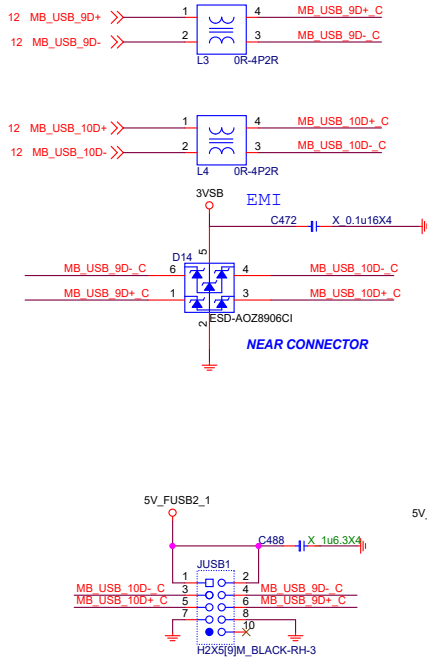 12 MB_USB_9D+ 1 4 MB_USB_9D+_C
12 MB_USB_9D- 2 3 MB_USB_9D-_C
L3 0R-4P2R
12 MB_USB_10D+ 1 4 MB_USB_10D+_C
12 MB_USB_10D- 2 3 MB_USB_10D-_C
L4 0R-4P2R
3VSB EMI
C472 X_0.1u16X4
D14 5
MB_USB_9D-_C 6 4 MB_USB_10D-_C
MB_USB_9D+_C 1 3 MB_USB_10D+_C
2 ESD-AOZ8906CI
NEAR CONNECTOR
5V_FUSB2_1
5V_
C488 X_1u6.3X4
JUSB1
1 2
MB_USB_10D-_C 3 4 MB_USB_9D-_C
MB_USB_10D+_C 5 6 MB_USB_9D+_C
7 8
10
H2X5[9]M_BLACK-RH-3